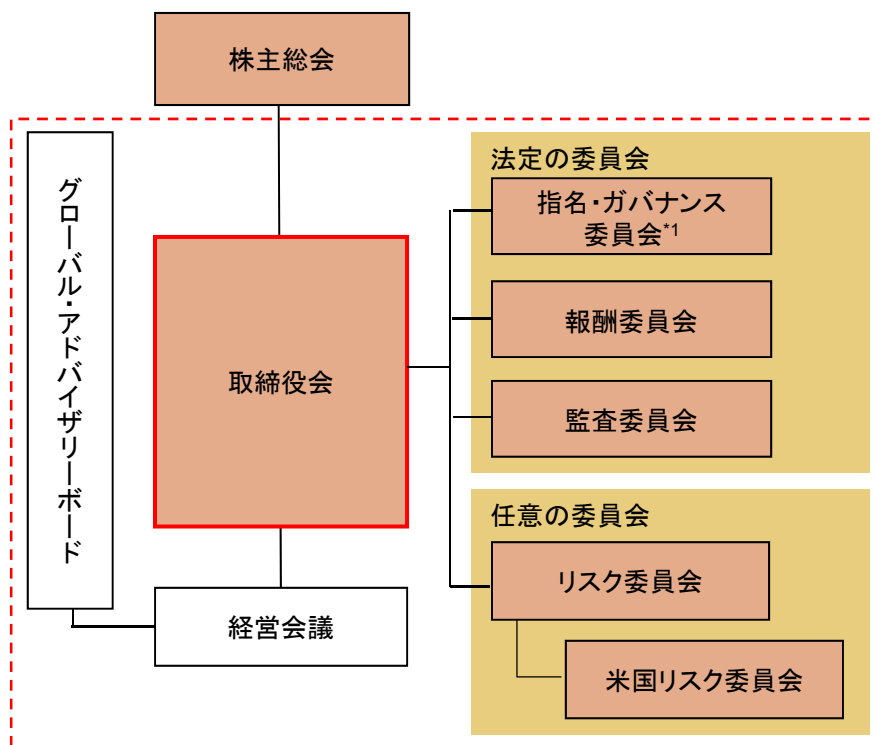 株主総会
グローバル・アドバイザリーボード
取締役会
経営会議
法定の委員会
指名・ガバナンス
委員会*1
報酬委員会
監査委員会
任意の委員会
リスク委員会
米国リスク委員会